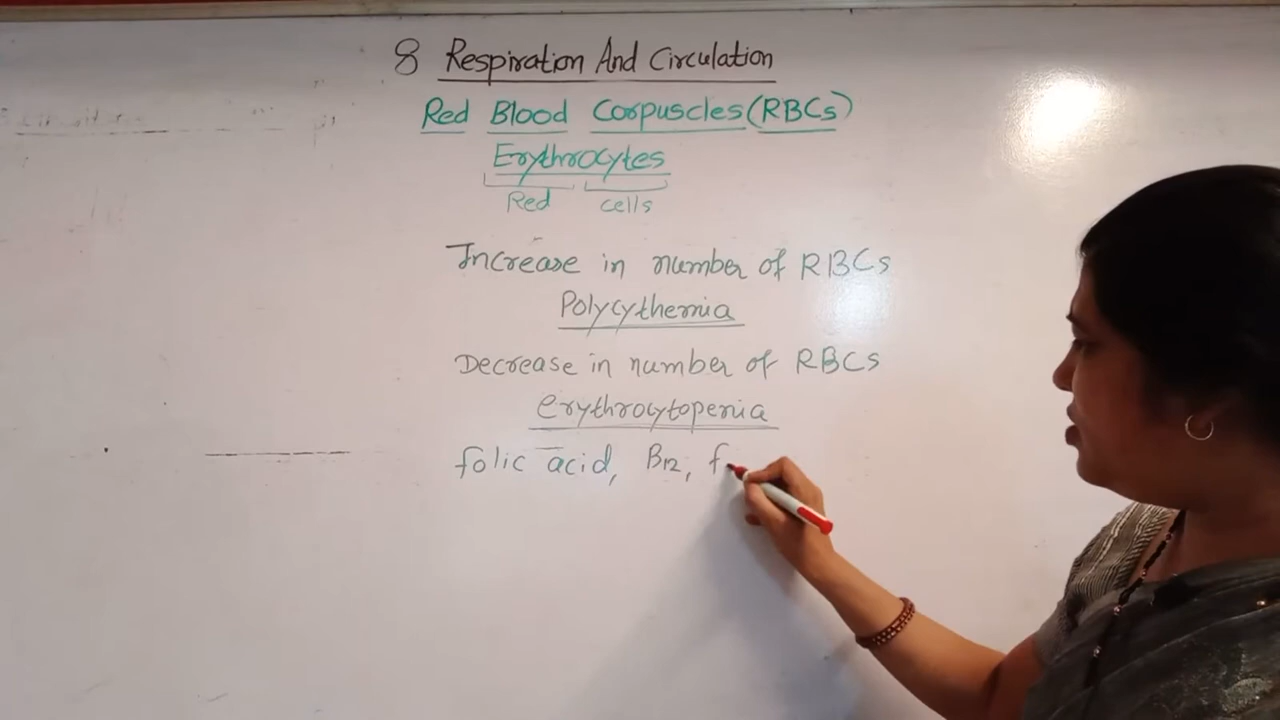 8 Respiration And Circulation
Red Blood Corpuscles (RBCs)
Erythrocytes
Red cells
Increase in number of RBCs
Polycythemia
Decrease in number of RBCs
erythrocytopenia
folic acid, B12, f